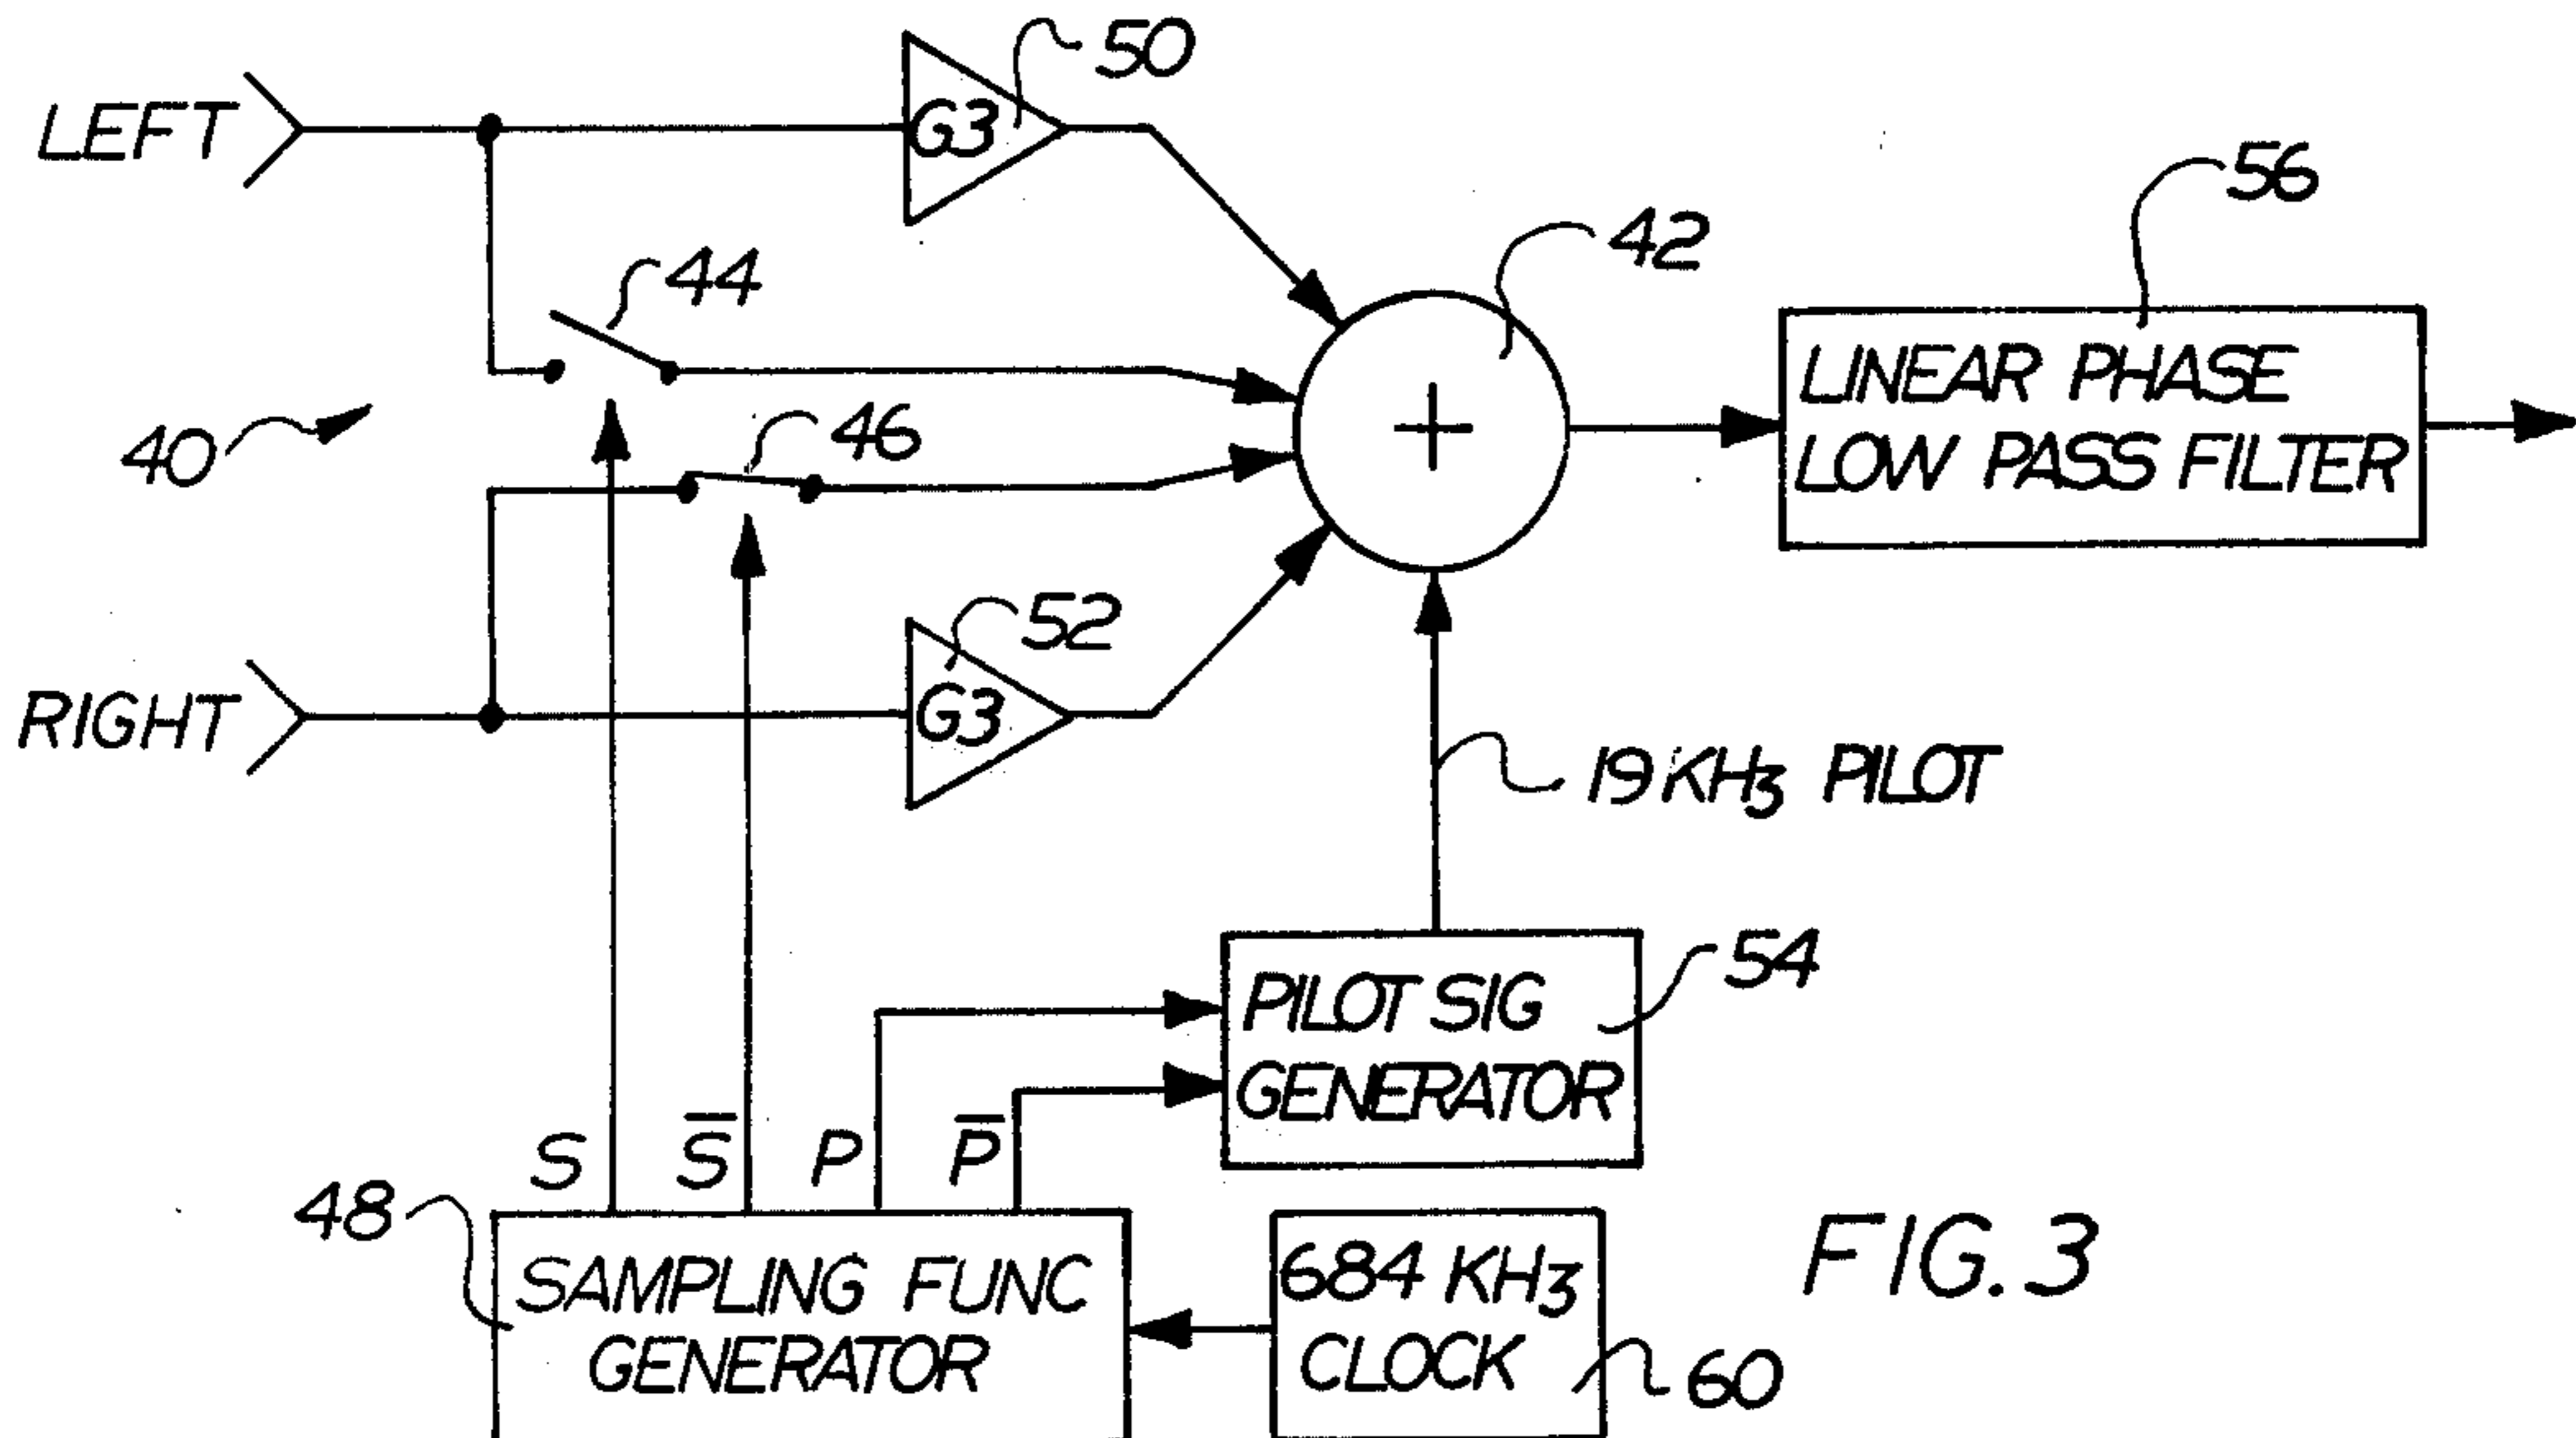 50
LEFT
G3
56
42
44
LINEAR PHASE
LOW PASS FILTER
+
40
46
52
RIGHT
G3
19 KHz PILOT
54
PILOT SIG
GENERATOR
S S̅ P P̅
48
SAMPLING FUNC
GENERATOR
684 KHz
CLOCK
60
FIG. 3